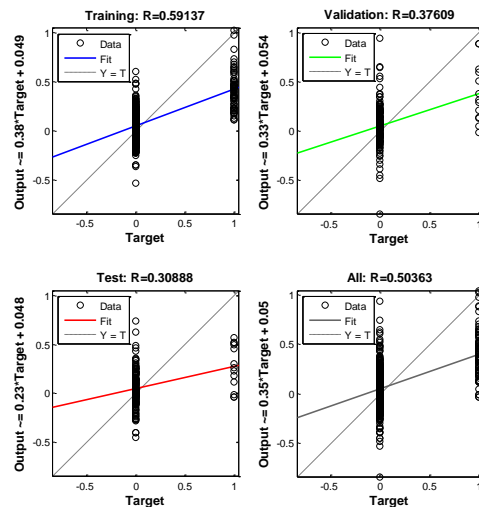 Training: R=0.59137
Output ~= 0.38*Target + 0.049
1
0.5
0
-0.5
Data
Fit
Y = T
-0.5 0 0.5 1
Target
Validation: R=0.37609
Output ~= 0.33*Target + 0.054
1
0.5
0
-0.5
Data
Fit
Y = T
-0.5 0 0.5 1
Target
Test: R=0.30888
Output ~= 0.23*Target + 0.048
1
0.5
0
-0.5
Data
Fit
Y = T
-0.5 0 0.5 1
Target
All: R=0.50363
Output ~= 0.35*Target + 0.05
1
0.5
0
-0.5
Data
Fit
Y = T
-0.5 0 0.5 1
Target